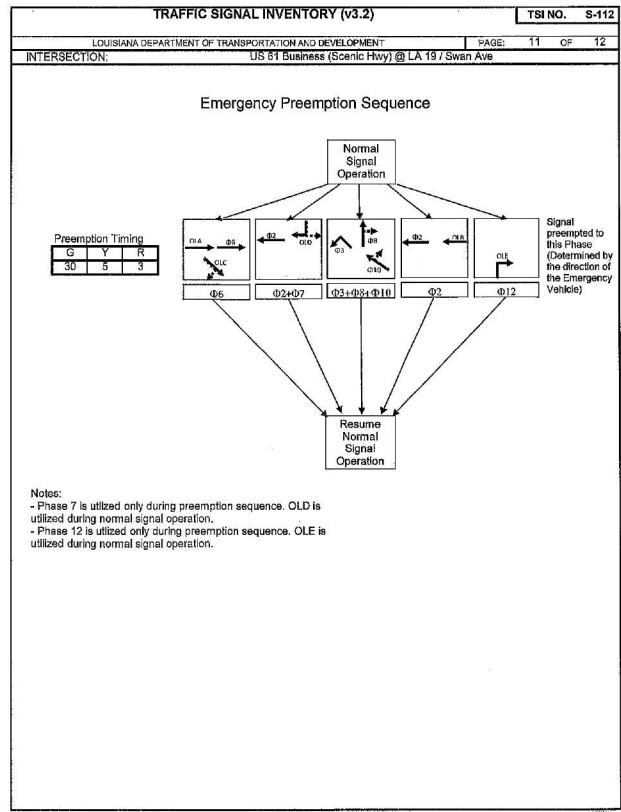 TRAFFIC SIGNAL INVENTORY (v3.2)
TSI NO. S-112
LOUISIANA DEPARTMENT OF TRANSPORTATION AND DEVELOPMENT
PAGE: 11 OF 12
INTERSECTION: US 61 Business (Scenic Hwy) @ LA 19 / Swan Ave
Emergency Preemption Sequence
Normal
Signal
Operation
Preemption Timing
G Y R
30 5 3
OLA Φ6
OLC
Φ2
OLD
Φ3
Φ8
Φ10
Φ2 OLB
OLE
Signal
preempted to
this Phase
(Determined by
the direction of
the Emergency
Vehicle)
Φ6
Φ2+Φ7
Φ3+Φ8+Φ10
Φ2
Φ12
Resume
Normal
Signal
Operation
Notes:
- Phase 7 is utlized only during preemption sequence. OLD is
utilized during normal signal operation.
- Phase 12 is utlized only during preemption sequence. OLE is
utilized during normal signal operation.